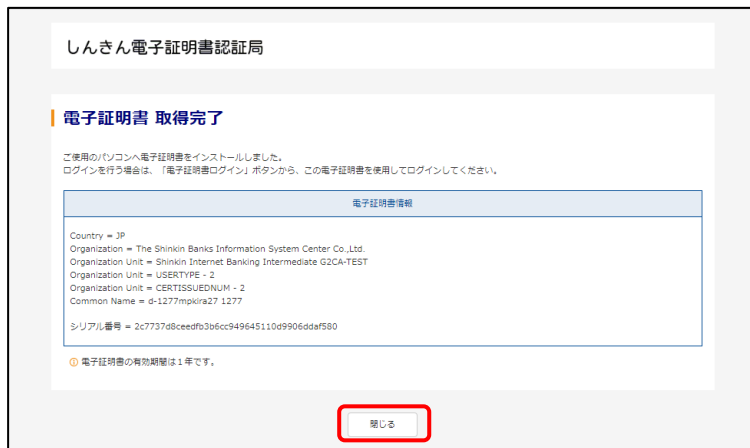 しんきん電子証明書認証局
電子証明書 取得完了
ご使用のパソコンへ電子証明書をインストールしました。
ログインを行う場合は、「電子証明書ログイン」ボタンから、この電子証明書を使用してログインしてください。
電子証明書情報
Country = JP
Organization = The Shinkin Banks Information System Center Co.,Ltd.
Organization Unit = Shinkin Internet Banking Intermediate G2CA-TEST
Organization Unit = USERTYPE - 2
Organization Unit = CERTISSUEDNUM - 2
Common Name = d-1277mpkira27 1277
シリアル番号 = 2c7737d8ceedfb3b6cc949645110d9906ddaf580
① 電子証明書の有効期間は1年です。
閉じる